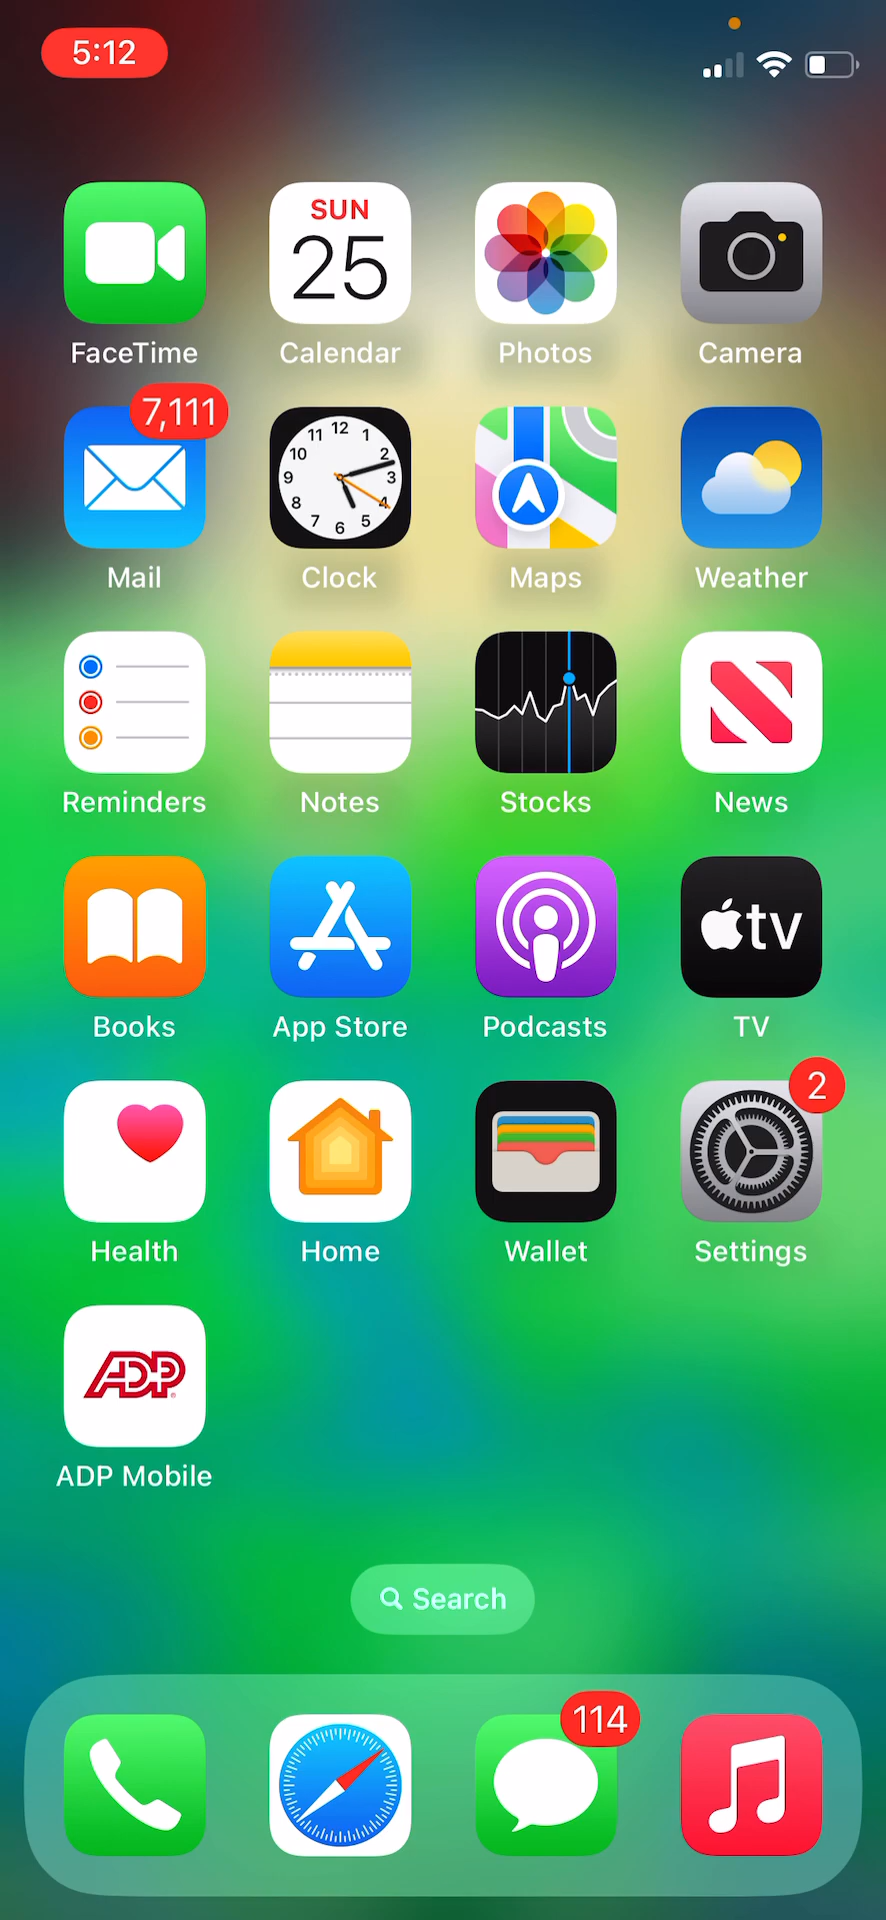 5:12
SUN
25
FaceTime
Calendar
Photos
Camera
7,111
12
11 1
10 2
9 3
8 4
7 5
6
Mail
Clock
Maps
Weather
Reminders
Notes
Stocks
News
tv
Books
App Store
Podcasts
TV
2
Health
Home
Wallet
Settings
ADP
ADP Mobile
Search
114